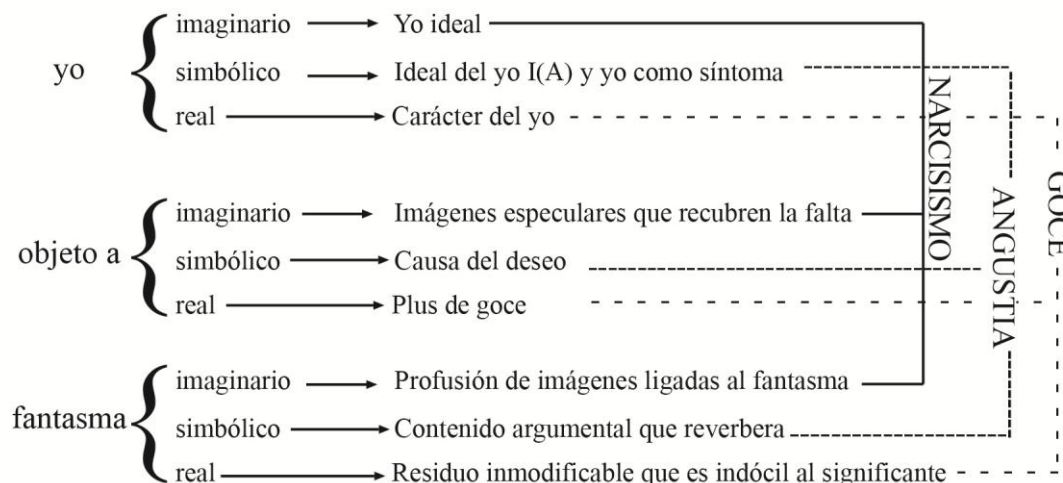 yo
imaginario Yo ideal
simbólico Ideal del yo I(A) y yo como síntoma
real Carácter del yo
objeto a
imaginario Imágenes especulares que recubren la falta
simbólico Causa del deseo
real Plus de goce
fantasma
imaginario Profusión de imágenes ligadas al fantasma
simbólico Contenido argumental que reverbera
real Residuo inmodificable que es indócil al significante
NARCISISMO
ANGUSTIA
GOCE